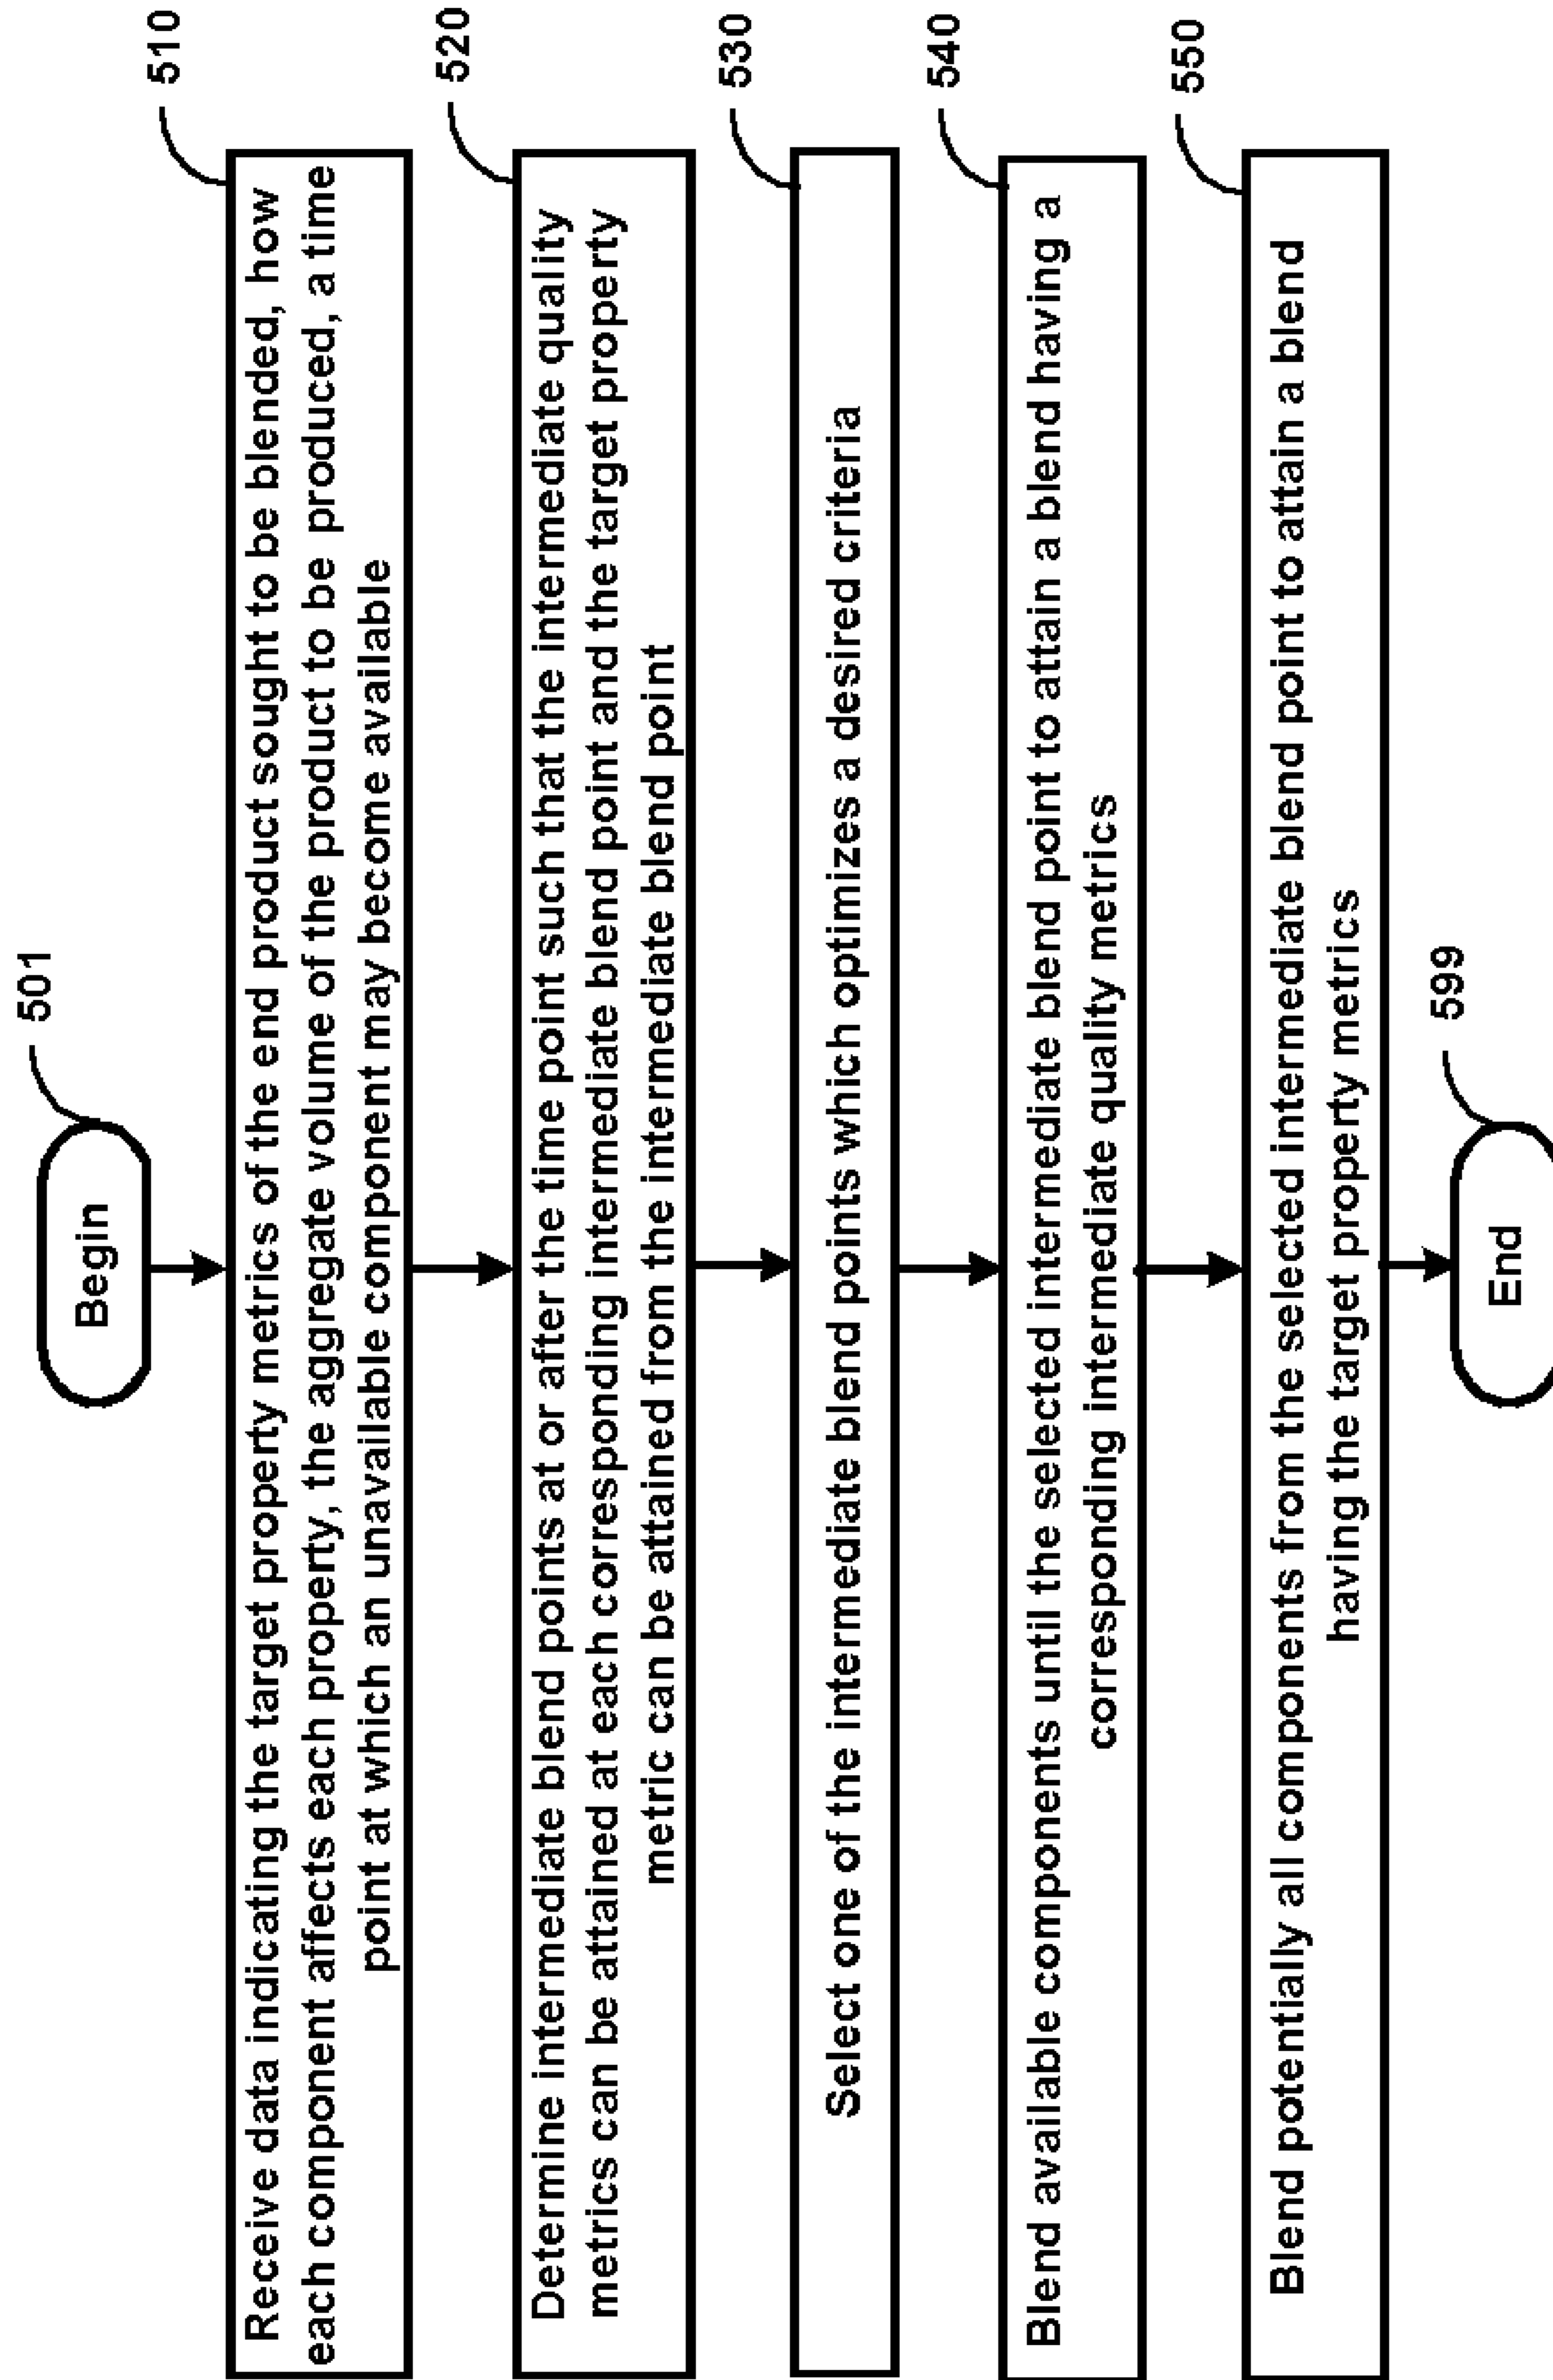 501
Begin
510
Receive data indicating the target property metrics of the end product sought to be blended, how
each component affects each property, the aggregate volume of the product to be produced, a time
point at which an unavailable component may become available
520
Determine intermediate blend points at or after the time point such that the intermediate quality
metrics can be attained at each corresponding intermediate blend point and the target property
metric can be attained from the intermediate blend point
530
Select one of the intermediate blend points which optimizes a desired criteria
540
Blend available components until the selected intermediate blend point to attain a blend having a
corresponding intermediate quality metrics
550
Blend potentially all components from the selected intermediate blend point to attain a blend
having the target property metrics
599
End